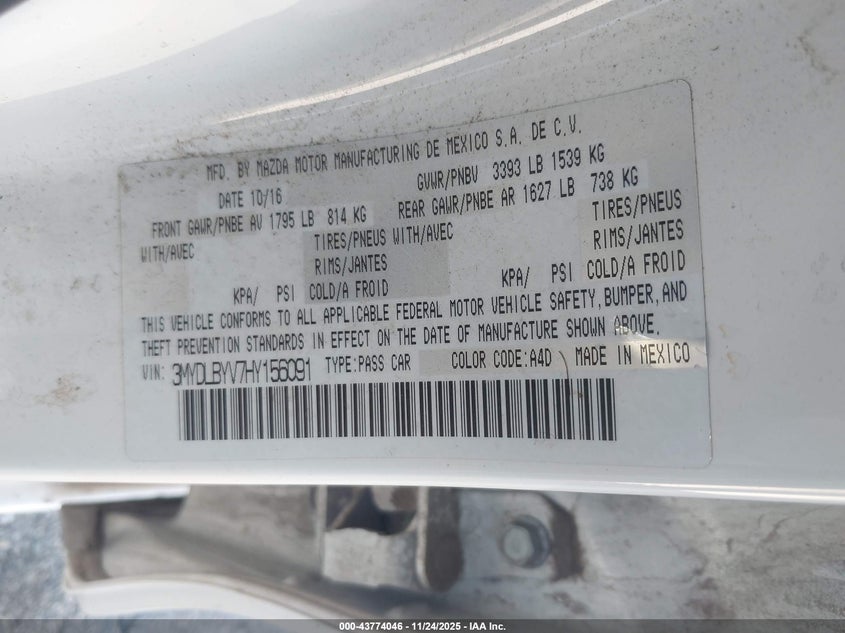 MFD. BY MAZDA MOTOR MANUFACTURING DE MEXICO S.A. DE C.V.
DATE 10/16 GVWR/PNBV 3393 LB 1539 KG
FRONT GAWR/PNBE AV 1795 LB 814 KG REAR GAWR/PNBE AR 1627 LB 738 KG
WITH/AVEC TIRES/PNEUS WITH/AVEC TIRES/PNEUS
RIMS/JANTES RIMS/JANTES
KPA/ PSI COLD/A FROID KPA/ PSI COLD/A FROID
THIS VEHICLE CONFORMS TO ALL APPLICABLE FEDERAL MOTOR VEHICLE SAFETY, BUMPER, AND
THEFT PREVENTION STANDARDS IN EFFECT ON THE DATE OF MANUFACTURE SHOWN ABOVE.
VIN: 3MYDLBYV7HY156091 TYPE:PASS CAR COLOR CODE:A4D MADE IN MEXICO
000-43774046 - 11/24/2025 - IAA Inc.